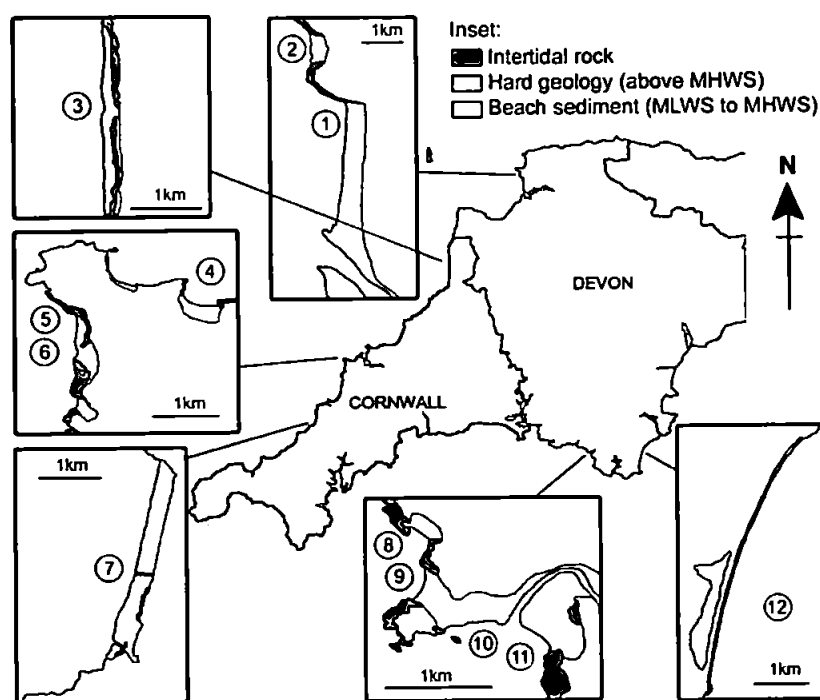 Inset:
Intertidal rock
Hard geology (above MHWS)
Beach sediment (MLWS to MHWS)
3
1km
2
1km
1
N
4
5
6
1km
DEVON
CORNWALL
1km
7
8
9
10
11
1km
12
1km